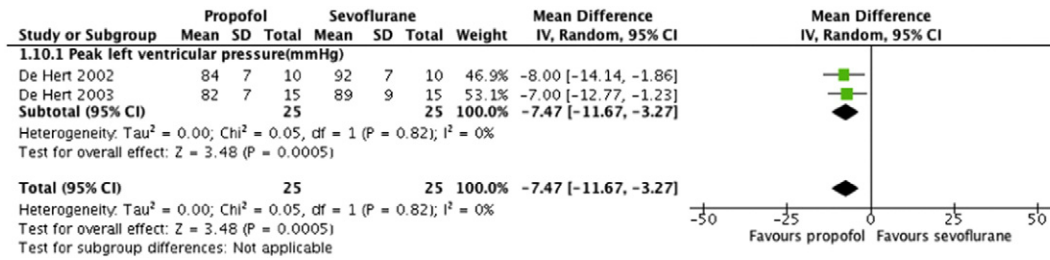 Propofol Sevoflurane Mean Difference Mean Difference
Study or Subgroup Mean SD Total Mean SD Total Weight IV, Random, 95% CI IV, Random, 95% CI
1.10.1 Peak left ventricular pressure(mmHg)
De Hert 2002 84 7 10 92 7 10 46.9% -8.00 [-14.14, -1.86]
De Hert 2003 82 7 15 89 9 15 53.1% -7.00 [-12.77, -1.23]
Subtotal (95% CI) 25 25 100.0% -7.47 [-11.67, -3.27]
Heterogeneity: Tau² = 0.00; Chi² = 0.05, df = 1 (P = 0.82); I² = 0%
Test for overall effect: Z = 3.48 (P = 0.0005)
Total (95% CI) 25 25 100.0% -7.47 [-11.67, -3.27]
Heterogeneity: Tau² = 0.00; Chi² = 0.05, df = 1 (P = 0.82); I² = 0%
Test for overall effect: Z = 3.48 (P = 0.0005)
Test for subgroup differences: Not applicable
-50 -25 0 25 50
Favours propofol Favours sevoflurane